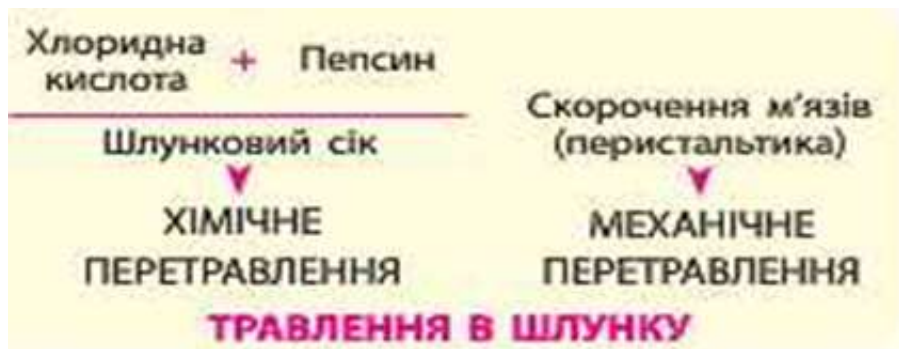 Хлоридна
кислота + Пепсин
Шлунковий сік
ХІМІЧНЕ
ПЕРЕТРАВЛЕННЯ
Скорочення м'язів
(перистальтика)
МЕХАНІЧНЕ
ПЕРЕТРАВЛЕННЯ
ТРАВЛЕННЯ В ШЛУНКУ